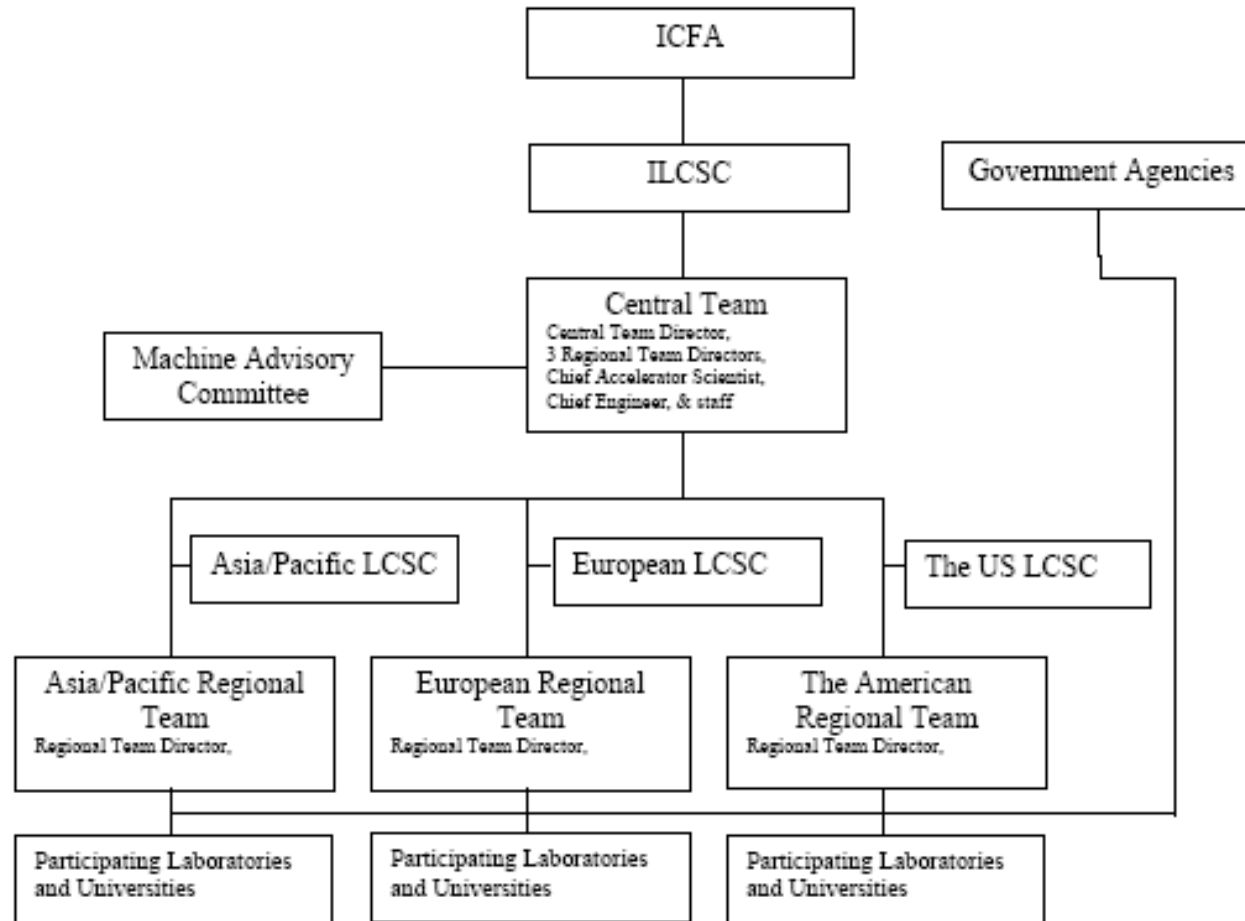 ICFA
ILCSC
Government Agencies
Central Team
Central Team Director,
3 Regional Team Directors,
Chief Accelerator Scientist,
Chief Engineer, & staff
Machine Advisory
Committee
Asia/Pacific LCSC
European LCSC
The US LCSC
Asia/Pacific Regional
Team
Regional Team Director,
European Regional
Team
Regional Team Director,
The American
Regional Team
Regional Team Director,
Participating Laboratories
and Universities
Participating Laboratories
and Universities
Participating Laboratories
and Universities